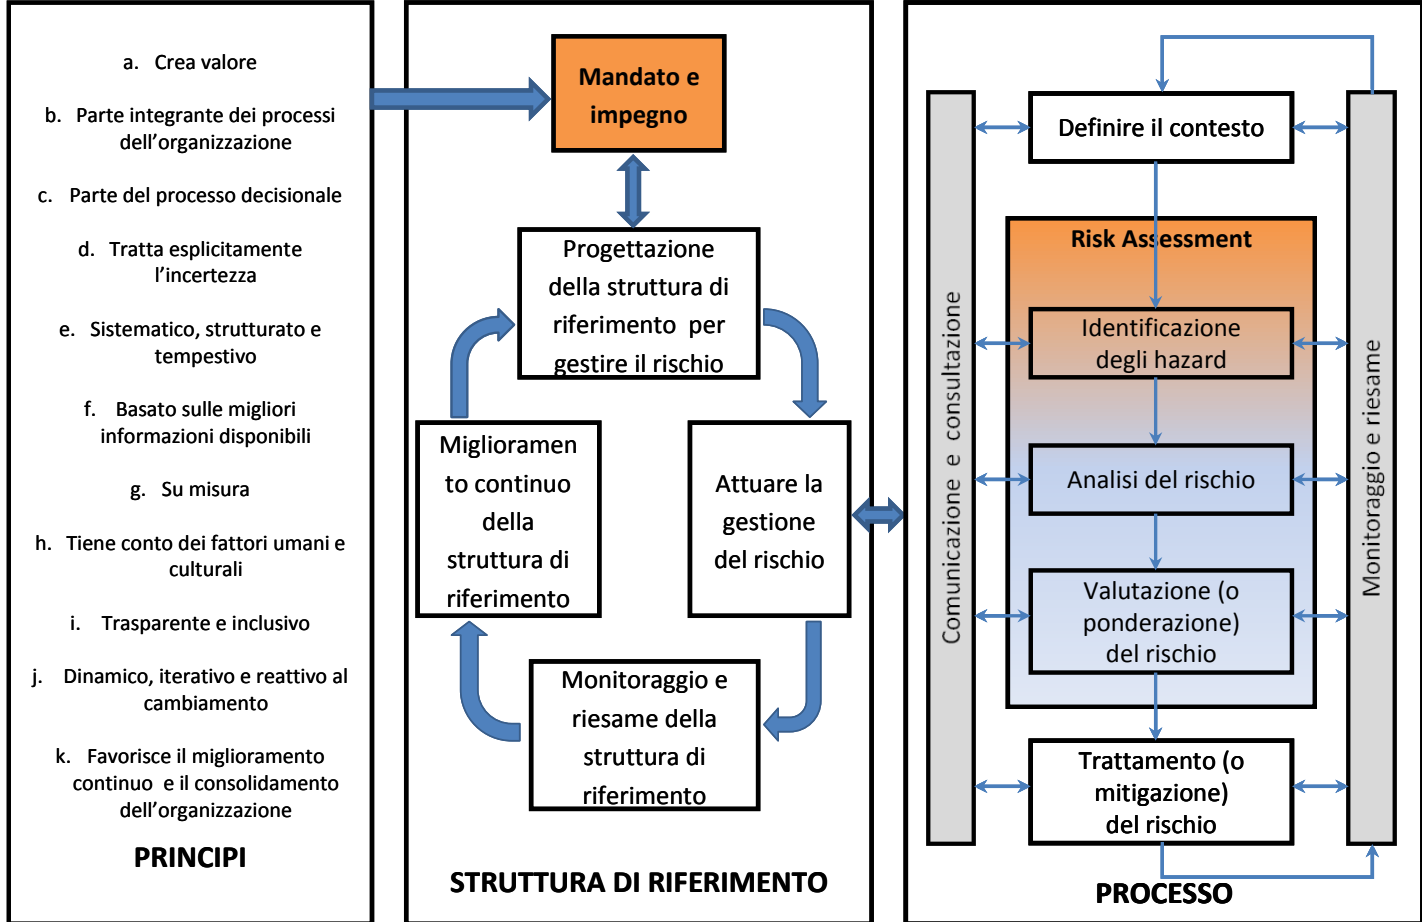 a. Crea valore
b. Parte integrante dei processi
dell'organizzazione
c. Parte del processo decisionale
d. Tratta esplicitamente
l'incertezza
e. Sistematico, strutturato e
tempestivo
f. Basato sulle migliori
informazioni disponibili
g. Su misura
h. Tiene conto dei fattori umani e
culturali
i. Trasparente e inclusivo
j. Dinamico, iterativo e reattivo al
cambiamento
k. Favorisce il miglioramento
continuo e il consolidamento
dell'organizzazione
PRINCIPI
Mandato e
impegno
Progettazione
della struttura di
riferimento per
gestire il rischio
Miglioramen
to continuo
della
struttura di
riferimento
Attuare la
gestione
del rischio
Monitoraggio e
riesame della
struttura di
riferimento
STRUTTURA DI RIFERIMENTO
Comunicazione e consultazione
Definire il contesto
Risk Assessment
Identificazione
degli hazard
Analisi del rischio
Valutazione (o
ponderazione)
del rischio
Trattamento (o
mitigazione)
del rischio
Monitoraggio e riesame
PROCESSO